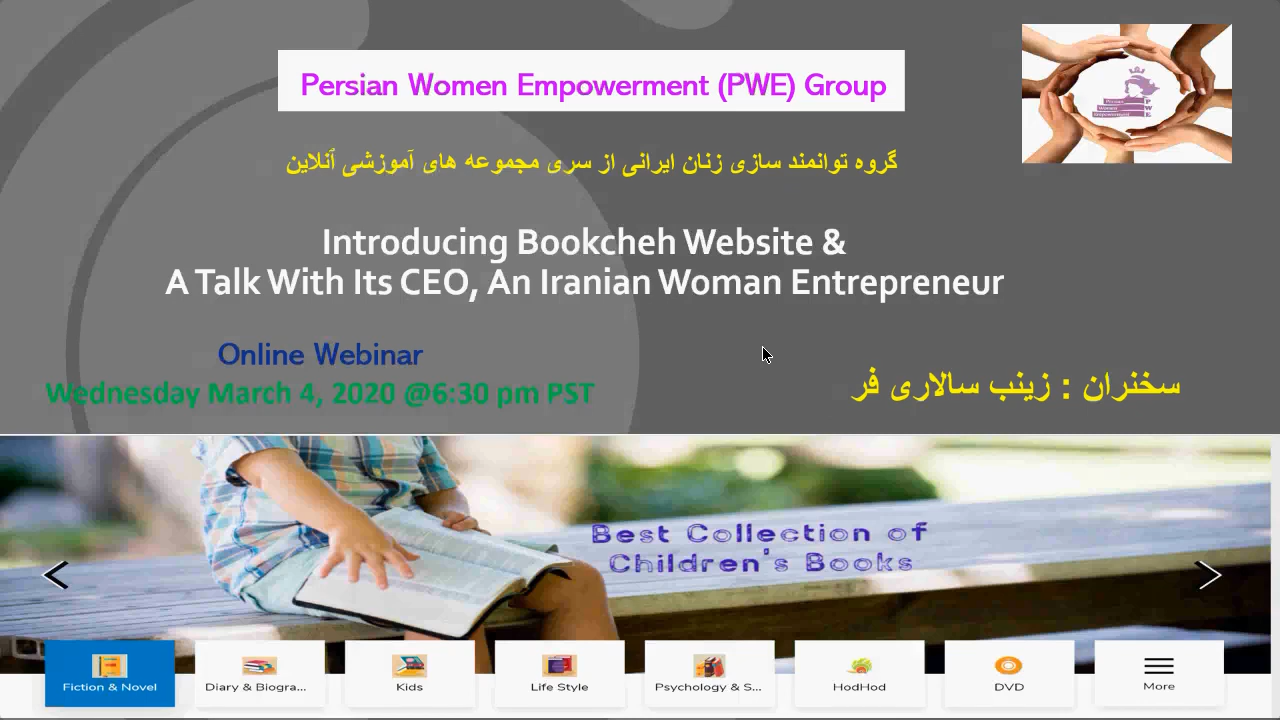 Persian Women Empowerment (PWE) Group
گروه توانمند سازی زنان ایرانی از سری مجموعه های آموزشی آنلاین
Introducing Bookcheh Website &
A Talk With Its CEO, An Iranian Woman Entrepreneur
Online Webinar
Wednesday March 4, 2020 @6:30 pm PST
سخنران : زینب سالاری فر
Best Collection of
Children's Books
Fiction & Novel
Diary & Biogra...
Kids
Life Style
Psychology & S...
HodHod
DVD
More